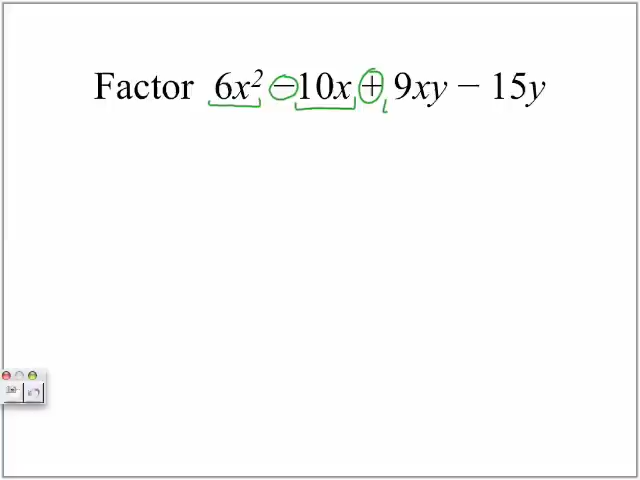 Factor 6x² − 10x + 9xy − 15y